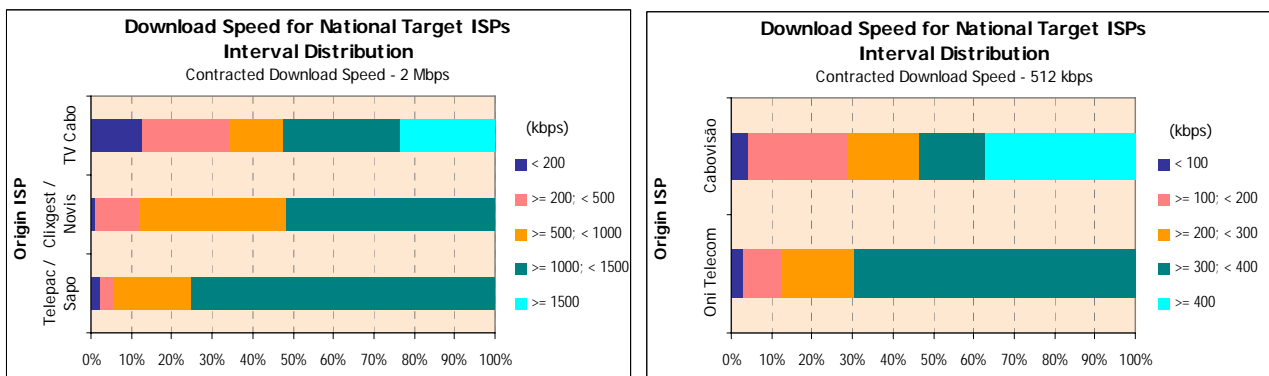 Download Speed for National Target ISPs
Interval Distribution
Contracted Download Speed - 2 Mbps
Origin ISP
TV Cabo
Clixgest /
Novis
Telepac /
Sapo
0% 10% 20% 30% 40% 50% 60% 70% 80% 90% 100%
(kbps)
< 200
>= 200; < 500
>= 500; < 1000
>= 1000; < 1500
>= 1500
Download Speed for National Target ISPs
Interval Distribution
Contracted Download Speed - 512 kbps
Origin ISP
Cabovisão
Oni Telecom
0% 10% 20% 30% 40% 50% 60% 70% 80% 90% 100%
(kbps)
< 100
>= 100; < 200
>= 200; < 300
>= 300; < 400
>= 400